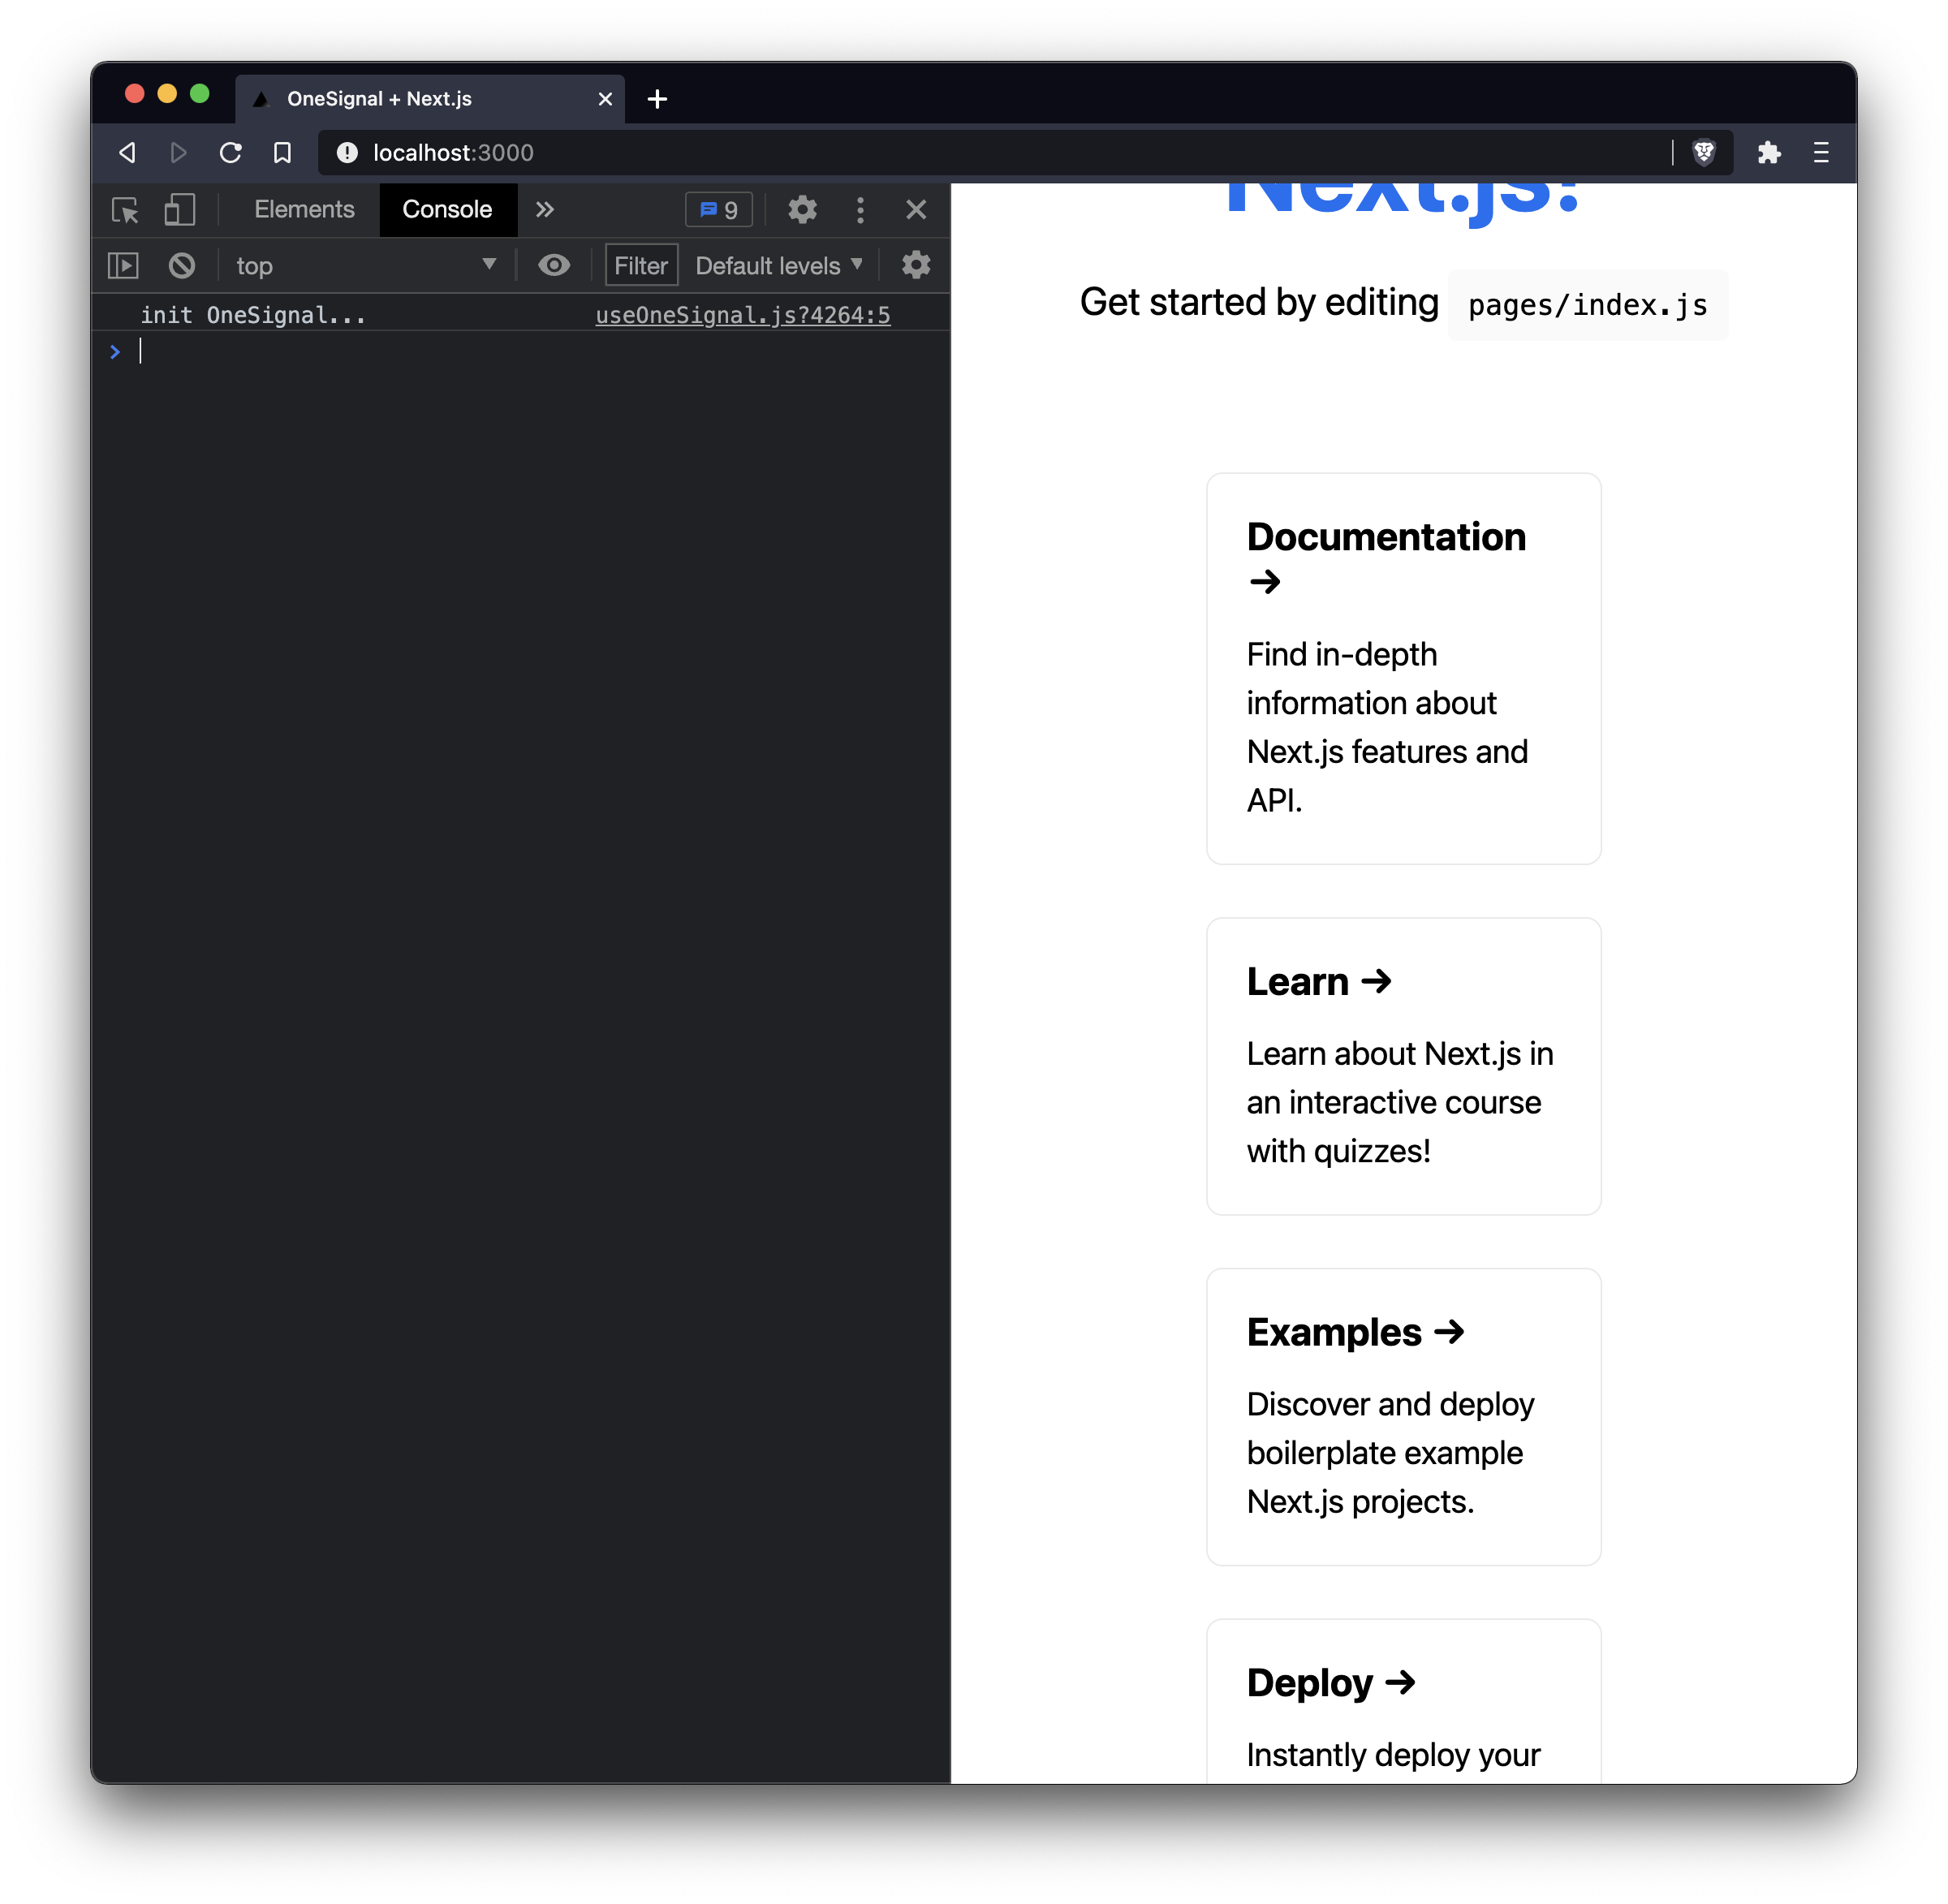 OneSignal + Next.js
localhost:3000
Elements
Console
9
top
Filter
Default levels
init OneSignal...
useOneSignal.js?4264:5
Next.js!
Get started by editing pages/index.js
Documentation
→
Find in-depth
information about
Next.js features and
API.
Learn →
Learn about Next.js in
an interactive course
with quizzes!
Examples →
Discover and deploy
boilerplate example
Next.js projects.
Deploy →
Instantly deploy your